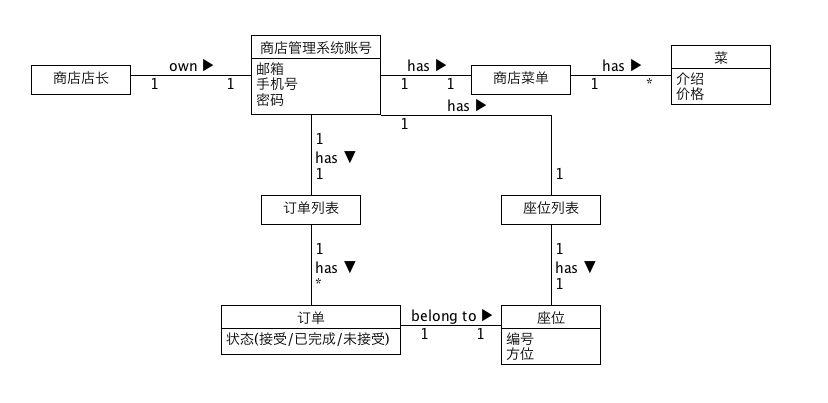 商店店长
own ▶
1
1
商店管理系统账号
邮箱
手机号
密码
has ▶
1
1
商店菜单
has ▶
1
*
菜
介绍
价格
has ▶
1
1
1
has ▼
1
订单列表
座位列表
1
has ▼
*
1
has ▼
1
订单
状态(接受/已完成/未接受)
belong to ▶
1
1
座位
编号
方位